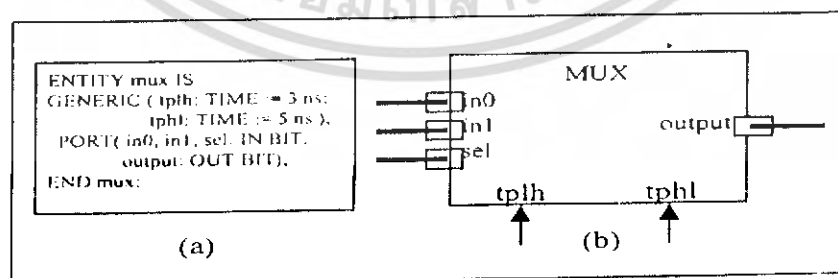 ENTITY mux IS
GENERIC ( tplh: TIME := 3 ns;
tphl: TIME := 5 ns ),
PORT( in0, in1, sel: IN BIT,
output: OUT BIT),
END mux;
(a)
MUX
in0
in1
sel
output
tplh
tphl
(b)